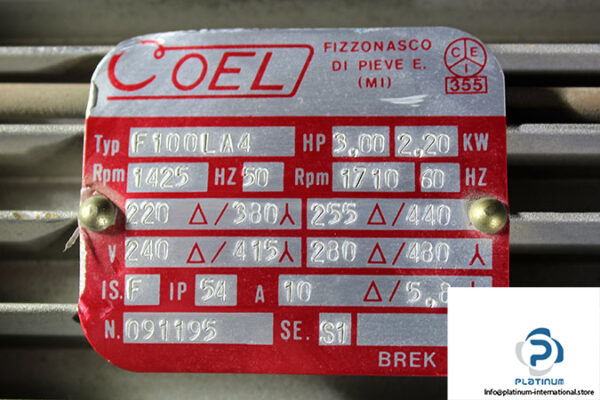 COEL
FIZZONASCO
DI PIEVE E.
(MI)
CEI
355
Typ F100LA4 HP 3,00 2,20 KW
Rpm 1425 HZ 50 Rpm 1710 60 HZ
220 Δ/380⅄ 255 Δ/440
V 240 Δ/415⅄ 280 Δ/480⅄
IS. F IP 54 A 10 Δ/5,8
N. 091195 SE. S1
BREK
PLATINUM
Info@platinum-international.store